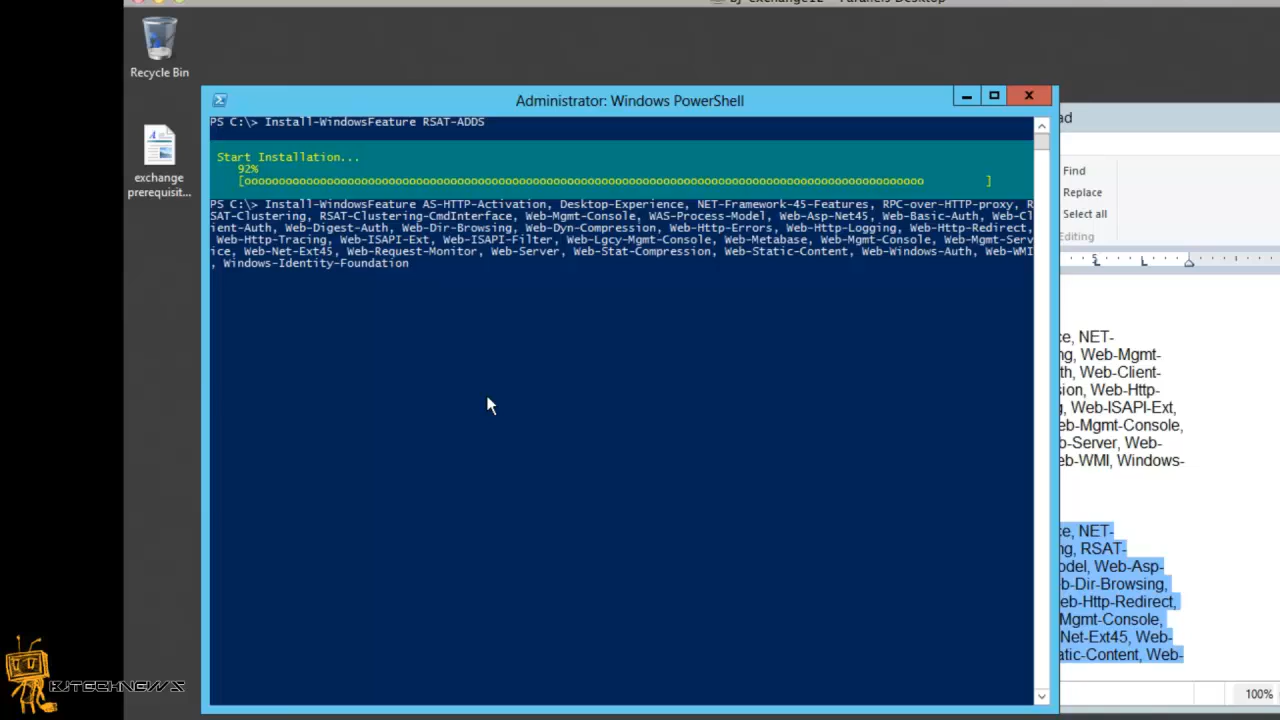 Recycle Bin
exchange
prerequisit...
Administrator: Windows PowerShell
PS C:\> Install-WindowsFeature RSAT-ADDS
Start Installation...
92%
[oooooooooooooooooooooooooooooooooooooooooooooooooooooooooooooooooooooooooooooooooooooooooooooooooooo ]
PS C:\> Install-WindowsFeature AS-HTTP-Activation, Desktop-Experience, NET-Framework-45-Features, RPC-over-HTTP-proxy, R
SAT-Clustering, RSAT-Clustering-CmdInterface, Web-Mgmt-Console, WAS-Process-Model, Web-Asp-Net45, Web-Basic-Auth, Web-Cl
ient-Auth, Web-Digest-Auth, Web-Dir-Browsing, Web-Dyn-Compression, Web-Http-Errors, Web-Http-Logging, Web-Http-Redirect,
Web-Http-Tracing, Web-ISAPI-Ext, Web-ISAPI-Filter, Web-Lgcy-Mgmt-Console, Web-Metabase, Web-Mgmt-Console, Web-Mgmt-Serv
ice, Web-Net-Ext45, Web-Request-Monitor, Web-Server, Web-Stat-Compression, Web-Static-Content, Web-Windows-Auth, Web-WMI
, Windows-Identity-Foundation
ad
Find
Replace
Select all
Editing
5
ce, NET-
ng, Web-Mgmt-
th, Web-Client-
sion, Web-Http-
g, Web-ISAPI-Ext,
eb-Mgmt-Console,
b-Server, Web-
eb-WMI, Windows-
ce, NET-
ng, RSAT-
odel, Web-Asp-
b-Dir-Browsing,
eb-Http-Redirect,
Mgmt-Console,
Net-Ext45, Web-
atic-Content, Web-
100%
BJTECHNEWS